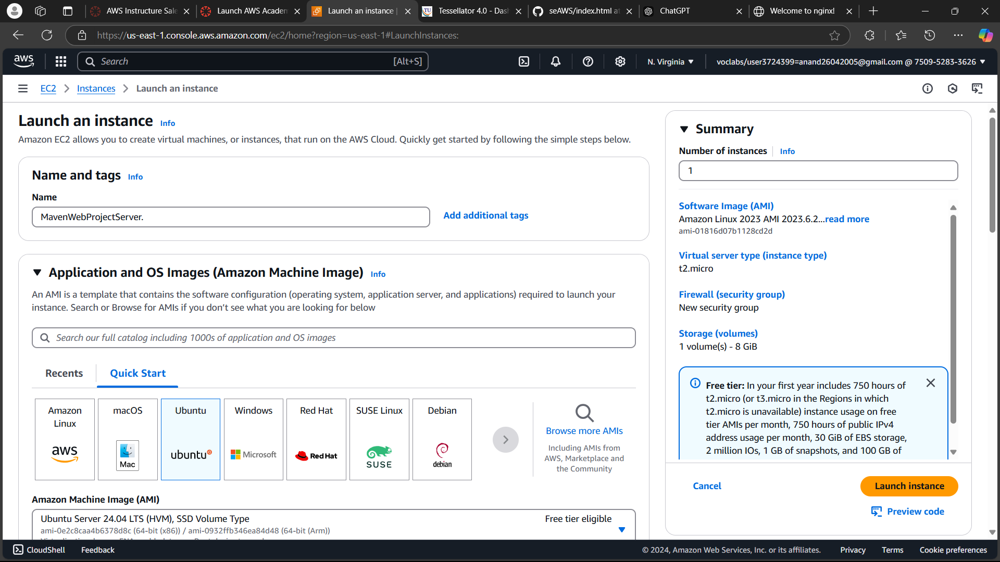 AWS Instructure Sale
Launch AWS Academ
Launch an instance |
TU
Tessellator 4.0 - Dash
seAWS/index.html at
ChatGPT
Welcome to nginx!
https://us-east-1.console.aws.amazon.com/ec2/home?region=us-east-1#LaunchInstances:
aws
Search
[Alt+S]
N. Virginia
voclabs/user3724399=anand26042005@gmail.com @ 7509-5283-3626
EC2
Instances
Launch an instance
Launch an instance
Info
Amazon EC2 allows you to create virtual machines, or instances, that run on the AWS Cloud. Quickly get started by following the simple steps below.
Name and tags
Info
Name
MavenWebProjectServer.
Add additional tags
Application and OS Images (Amazon Machine Image)
Info
An AMI is a template that contains the software configuration (operating system, application server, and applications) required to launch your
instance. Search or Browse for AMIs if you don’t see what you are looking for below
Search our full catalog including 1000s of application and OS images
Recents
Quick Start
Amazon
Linux
aws
macOS
Mac
Ubuntu
ubuntu
Windows
Microsoft
Red Hat
Red Hat
SUSE Linux
SUSE
Debian
debian
Browse more AMIs
Including AMIs from
AWS, Marketplace and
the Community
Amazon Machine Image (AMI)
Ubuntu Server 24.04 LTS (HVM), SSD Volume Type
Free tier eligible
ami-0e2c8caa4b6378d8c (64-bit (x86)) / ami-0932ffb346ea84d48 (64-bit (Arm))
Summary
Number of instances
Info
1
Software Image (AMI)
Amazon Linux 2023 AMI 2023.6.2...read more
ami-01816d07b1128cd2d
Virtual server type (instance type)
t2.micro
Firewall (security group)
New security group
Storage (volumes)
1 volume(s) - 8 GiB
Free tier: In your first year includes 750 hours of
t2.micro (or t3.micro in the Regions in which
t2.micro is unavailable) instance usage on free
tier AMIs per month, 750 hours of public IPv4
address usage per month, 30 GiB of EBS storage,
2 million IOs, 1 GB of snapshots, and 100 GB of
Cancel
Launch instance
Preview code
CloudShell
Feedback
© 2024, Amazon Web Services, Inc. or its affiliates.
Privacy
Terms
Cookie preferences